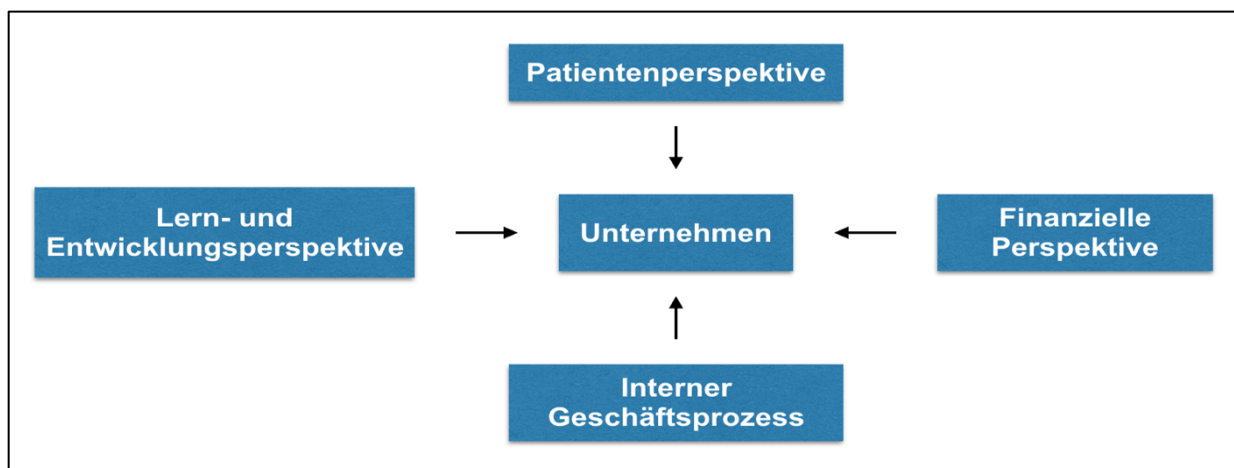 Patientenperspektive
Lern- und
Entwicklungsperspektive
Unternehmen
Finanzielle
Perspektive
Interner
Geschäftsprozess